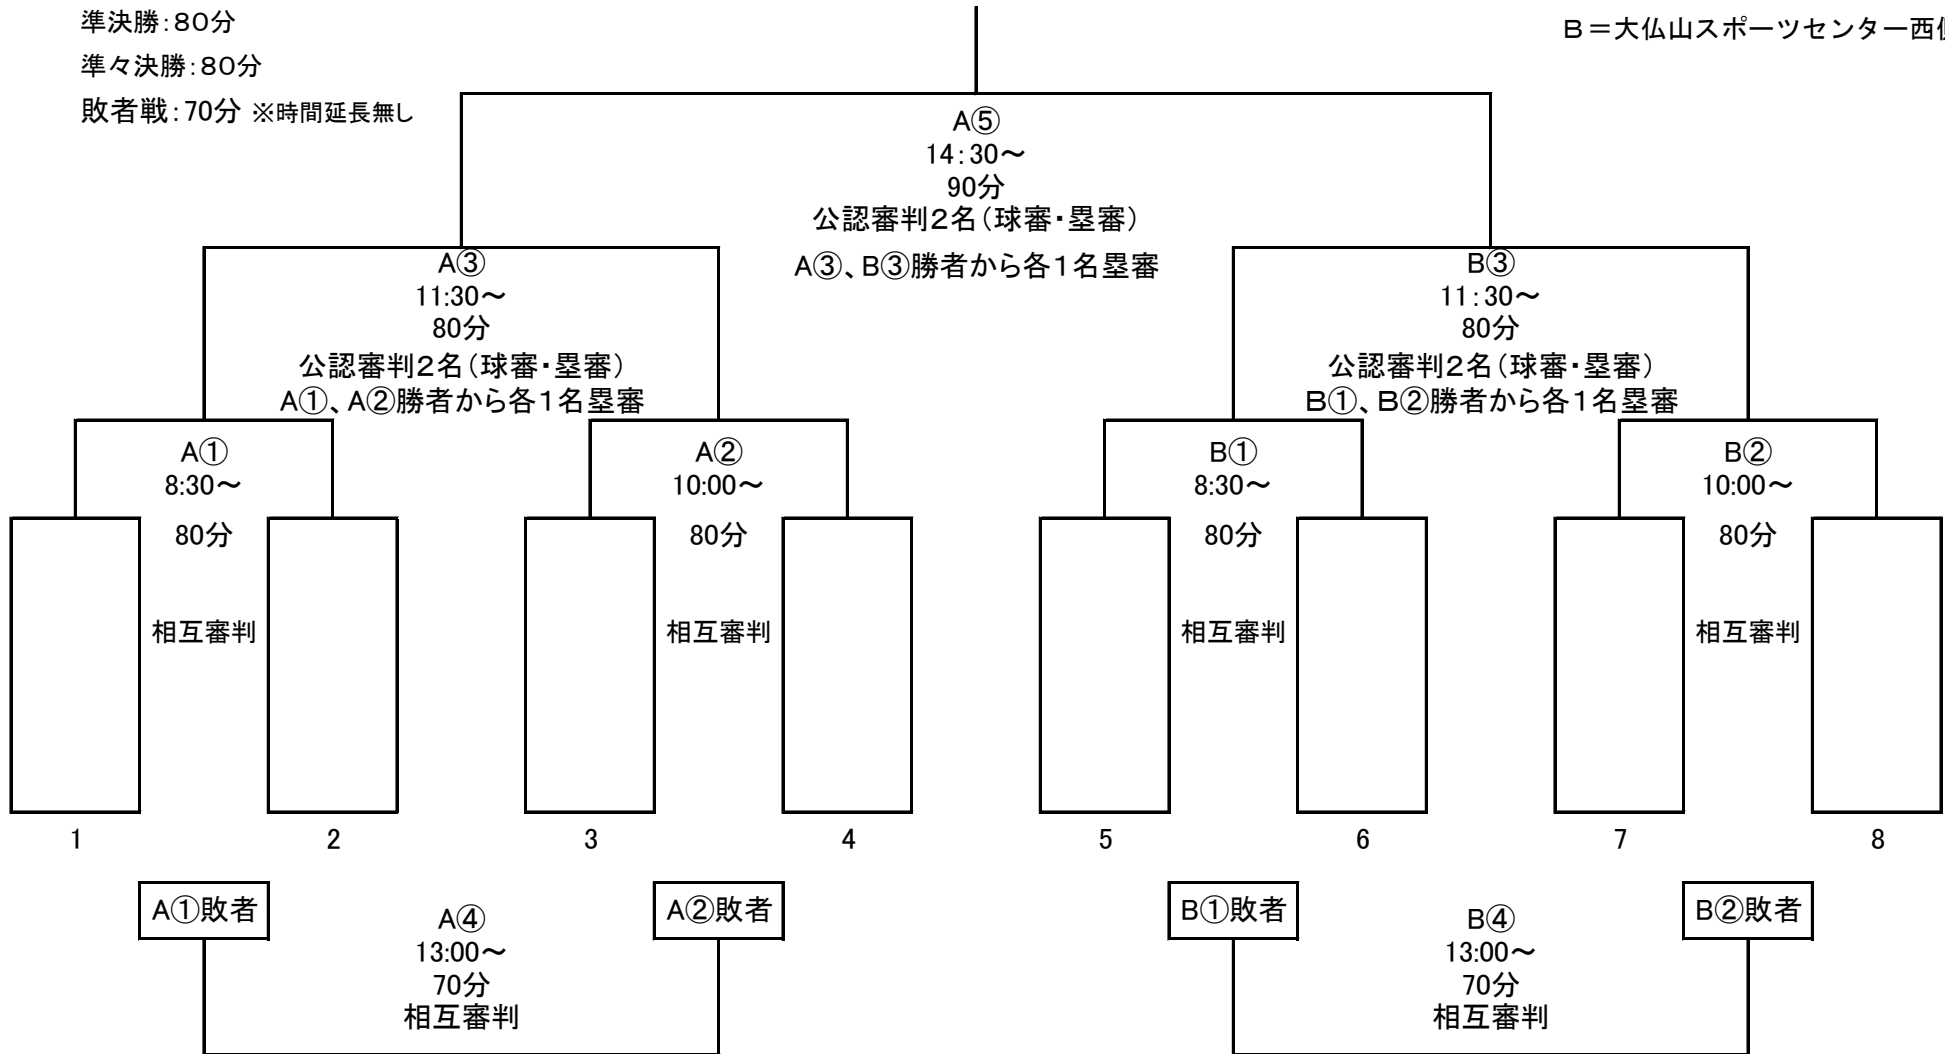 準決勝：８０分
Ｂ＝大仏山スポーツセンター西
準々決勝：８０分
敗者戦：70分 ※時間延長無し
A⑤
14：30～
90分
公認審判２名（球審・塁審）
A③、Ｂ③勝者から各１名塁審
A③
11:30～
80分
公認審判２名（球審・塁審）
A①、A②勝者から各１名塁審
B③
11：30～
80分
公認審判２名（球審・塁審）
Ｂ①、Ｂ②勝者から各１名塁審
A①
8:30～
80分
相互審判
A②
10:00～
80分
相互審判
B①
8:30～
80分
相互審判
B②
10:00～
80分
相互審判
1 2 3 4 5 6 7 8
A①敗者
A④
13:00～
70分
相互審判
A②敗者
B①敗者
B④
13:00～
70分
相互審判
B②敗者